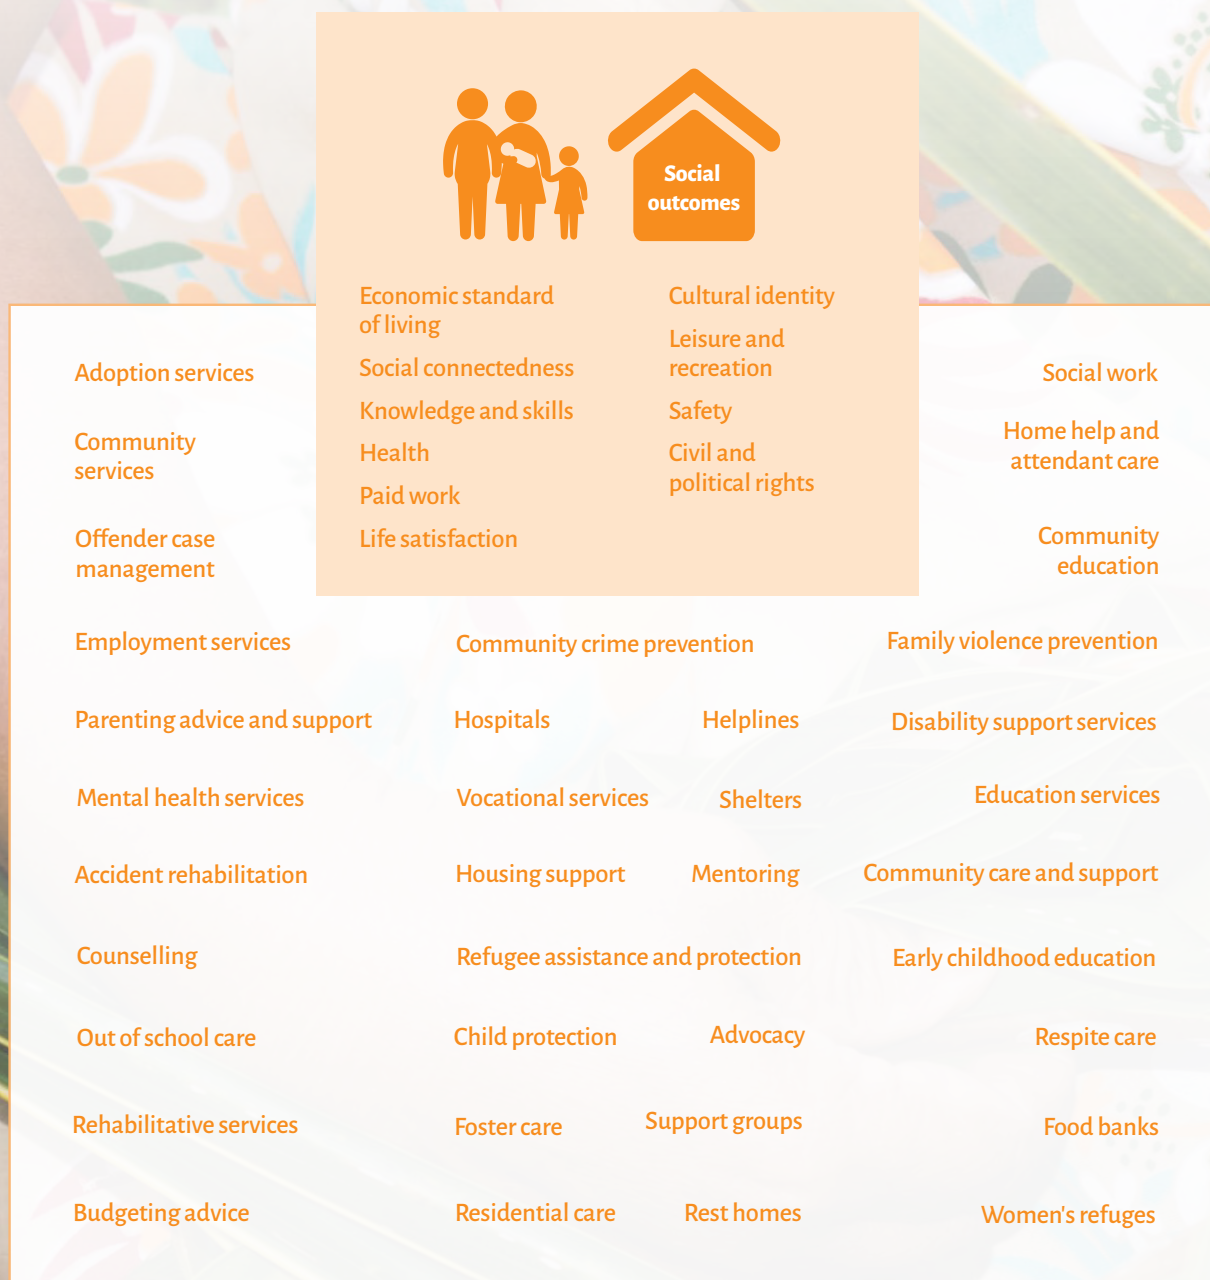 Social
outcomes
Economic standard
of living
Social connectedness
Knowledge and skills
Health
Paid work
Life satisfaction
Cultural identity
Leisure and
recreation
Safety
Civil and
political rights
Adoption services
Community
services
Offender case
management
Employment services
Parenting advice and support
Mental health services
Accident rehabilitation
Counselling
Out of school care
Rehabilitative services
Budgeting advice
Community crime prevention
Hospitals
Helplines
Vocational services
Shelters
Housing support
Mentoring
Refugee assistance and protection
Child protection
Advocacy
Foster care
Support groups
Residential care
Rest homes
Social work
Home help and
attendant care
Community
education
Family violence prevention
Disability support services
Education services
Community care and support
Early childhood education
Respite care
Food banks
Women's refuges